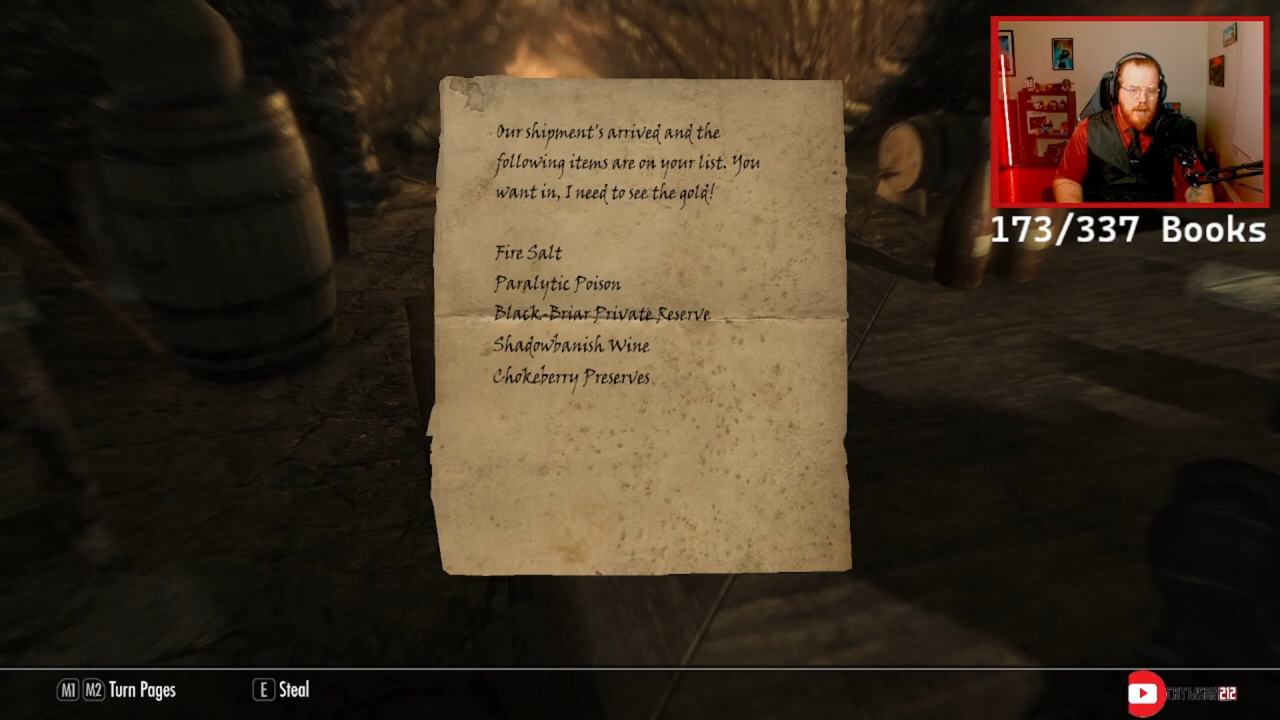 Our shipment's arrived and the
following items are on your list. You
want in, I need to see the gold!
Fire Salt
Paralytic Poison
Black-Briar Private Reserve
Shadowbanish Wine
Chokeberry Preserves
173/337 Books
M1 M2 Turn Pages
E Steal
212